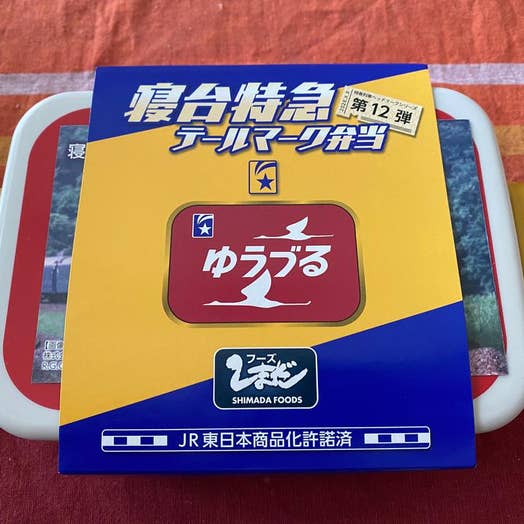 寝台特急
テールマーク弁当
第12弾
ゆうづる
フーズ
しまだ
SHIMADA FOODS
JR東日本商品化許諾済
寝
株式
R.G.